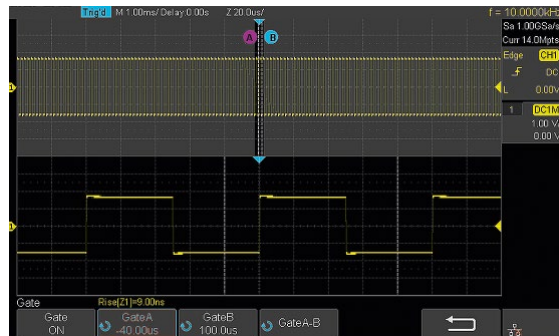 Trig'd M 1.00ms/ Delay:0.00s Z 20.0us/ f = 10.0000kHz
Sa 1.00GSa/s
Curr 14.0Mpts
A B
Edge CH1
DC
L 0.00V
1 DC1M
1.00 V/
0.00 V
Gate Rise[Z1]=9.00ns
Gate GateA GateB GateA-B
ON -40.00us 100.0us